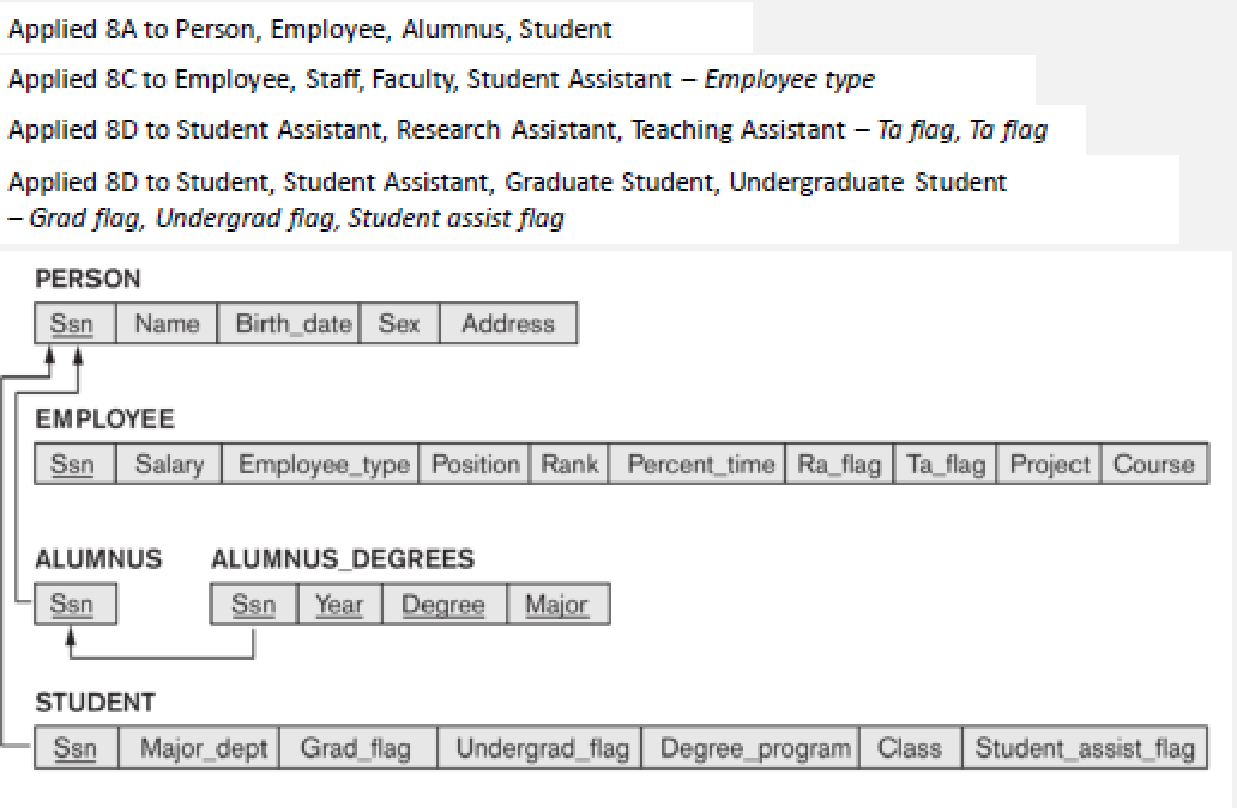 Applied 8A to Person, Employee, Alumnus, Student
Applied 8C to Employee, Staff, Faculty, Student Assistant – Employee type
Applied 8D to Student Assistant, Research Assistant, Teaching Assistant – Ta flag, Ta flag
Applied 8D to Student, Student Assistant, Graduate Student, Undergraduate Student
– Grad flag, Undergrad flag, Student assist flag
PERSON
Ssn Name Birth_date Sex Address
EMPLOYEE
Ssn Salary Employee_type Position Rank Percent_time Ra_flag Ta_flag Project Course
ALUMNUS ALUMNUS_DEGREES
Ssn Ssn Year Degree Major
STUDENT
Ssn Major_dept Grad_flag Undergrad_flag Degree_program Class Student_assist_flag